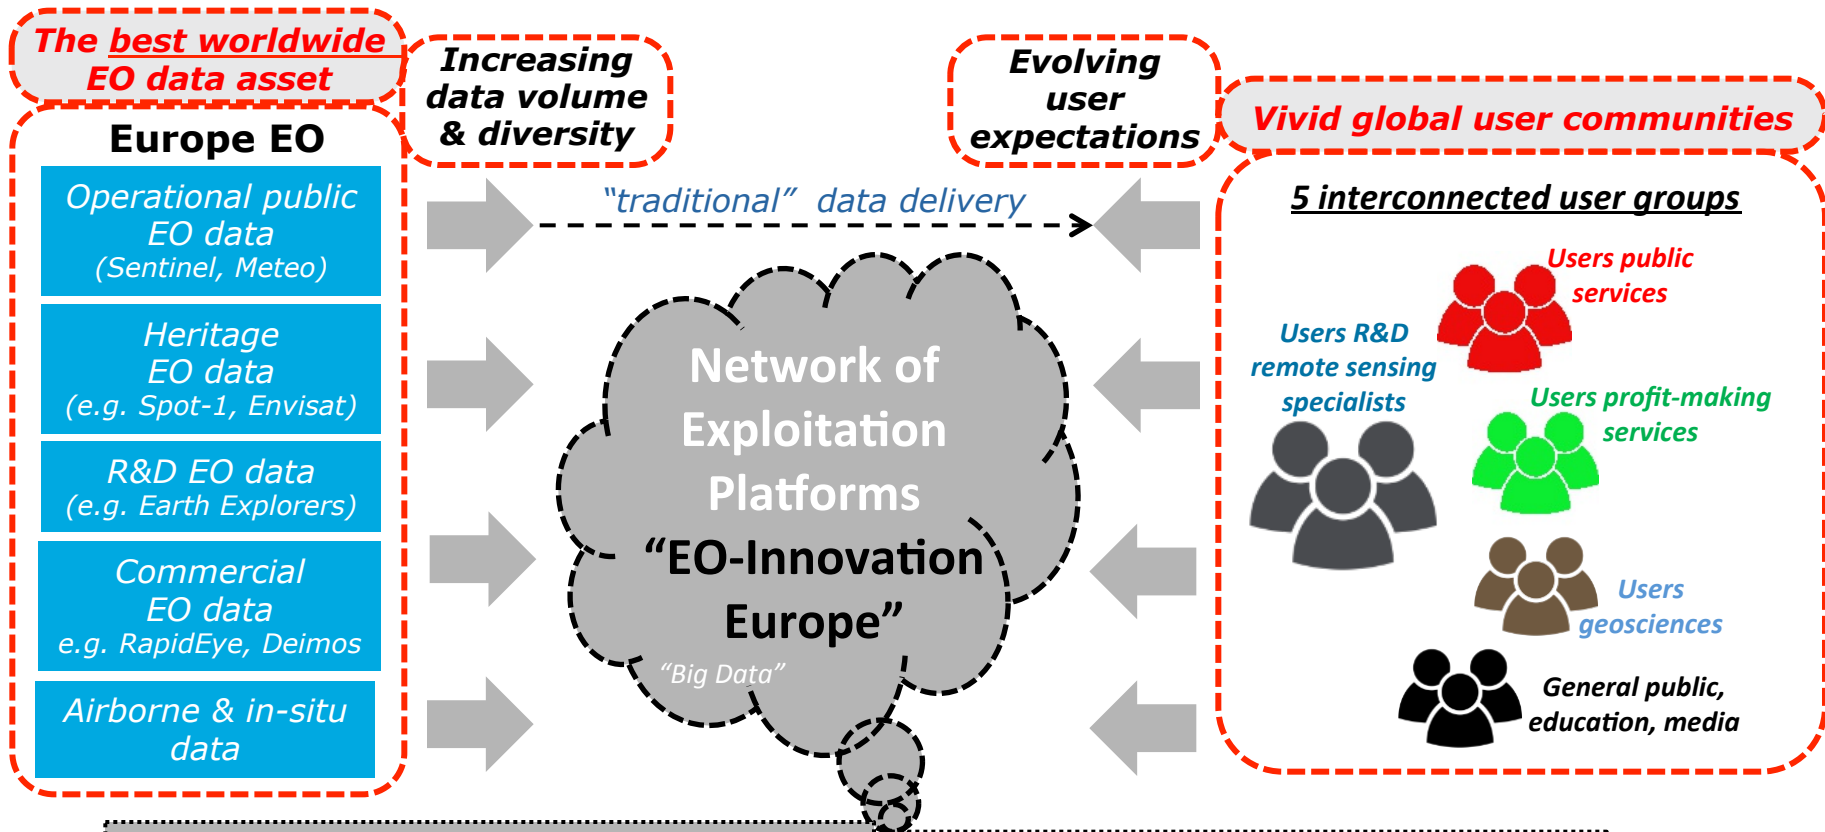 The best worldwide
EO data asset
Europe EO
Operational public
EO data
(Sentinel, Meteo)
Heritage
EO data
(e.g. Spot-1, Envisat)
R&D EO data
(e.g. Earth Explorers)
Commercial
EO data
e.g. RapidEye, Deimos
Airborne & in-situ
data
Increasing
data volume
& diversity
“traditional” data delivery
Network of
Exploitation
Platforms
“EO-Innovation
Europe”
“Big Data”
Evolving
user
expectations
Vivid global user communities
5 interconnected user groups
Users public
services
Users R&D
remote sensing
specialists
Users profit-making
services
Users
geosciences
General public,
education, media